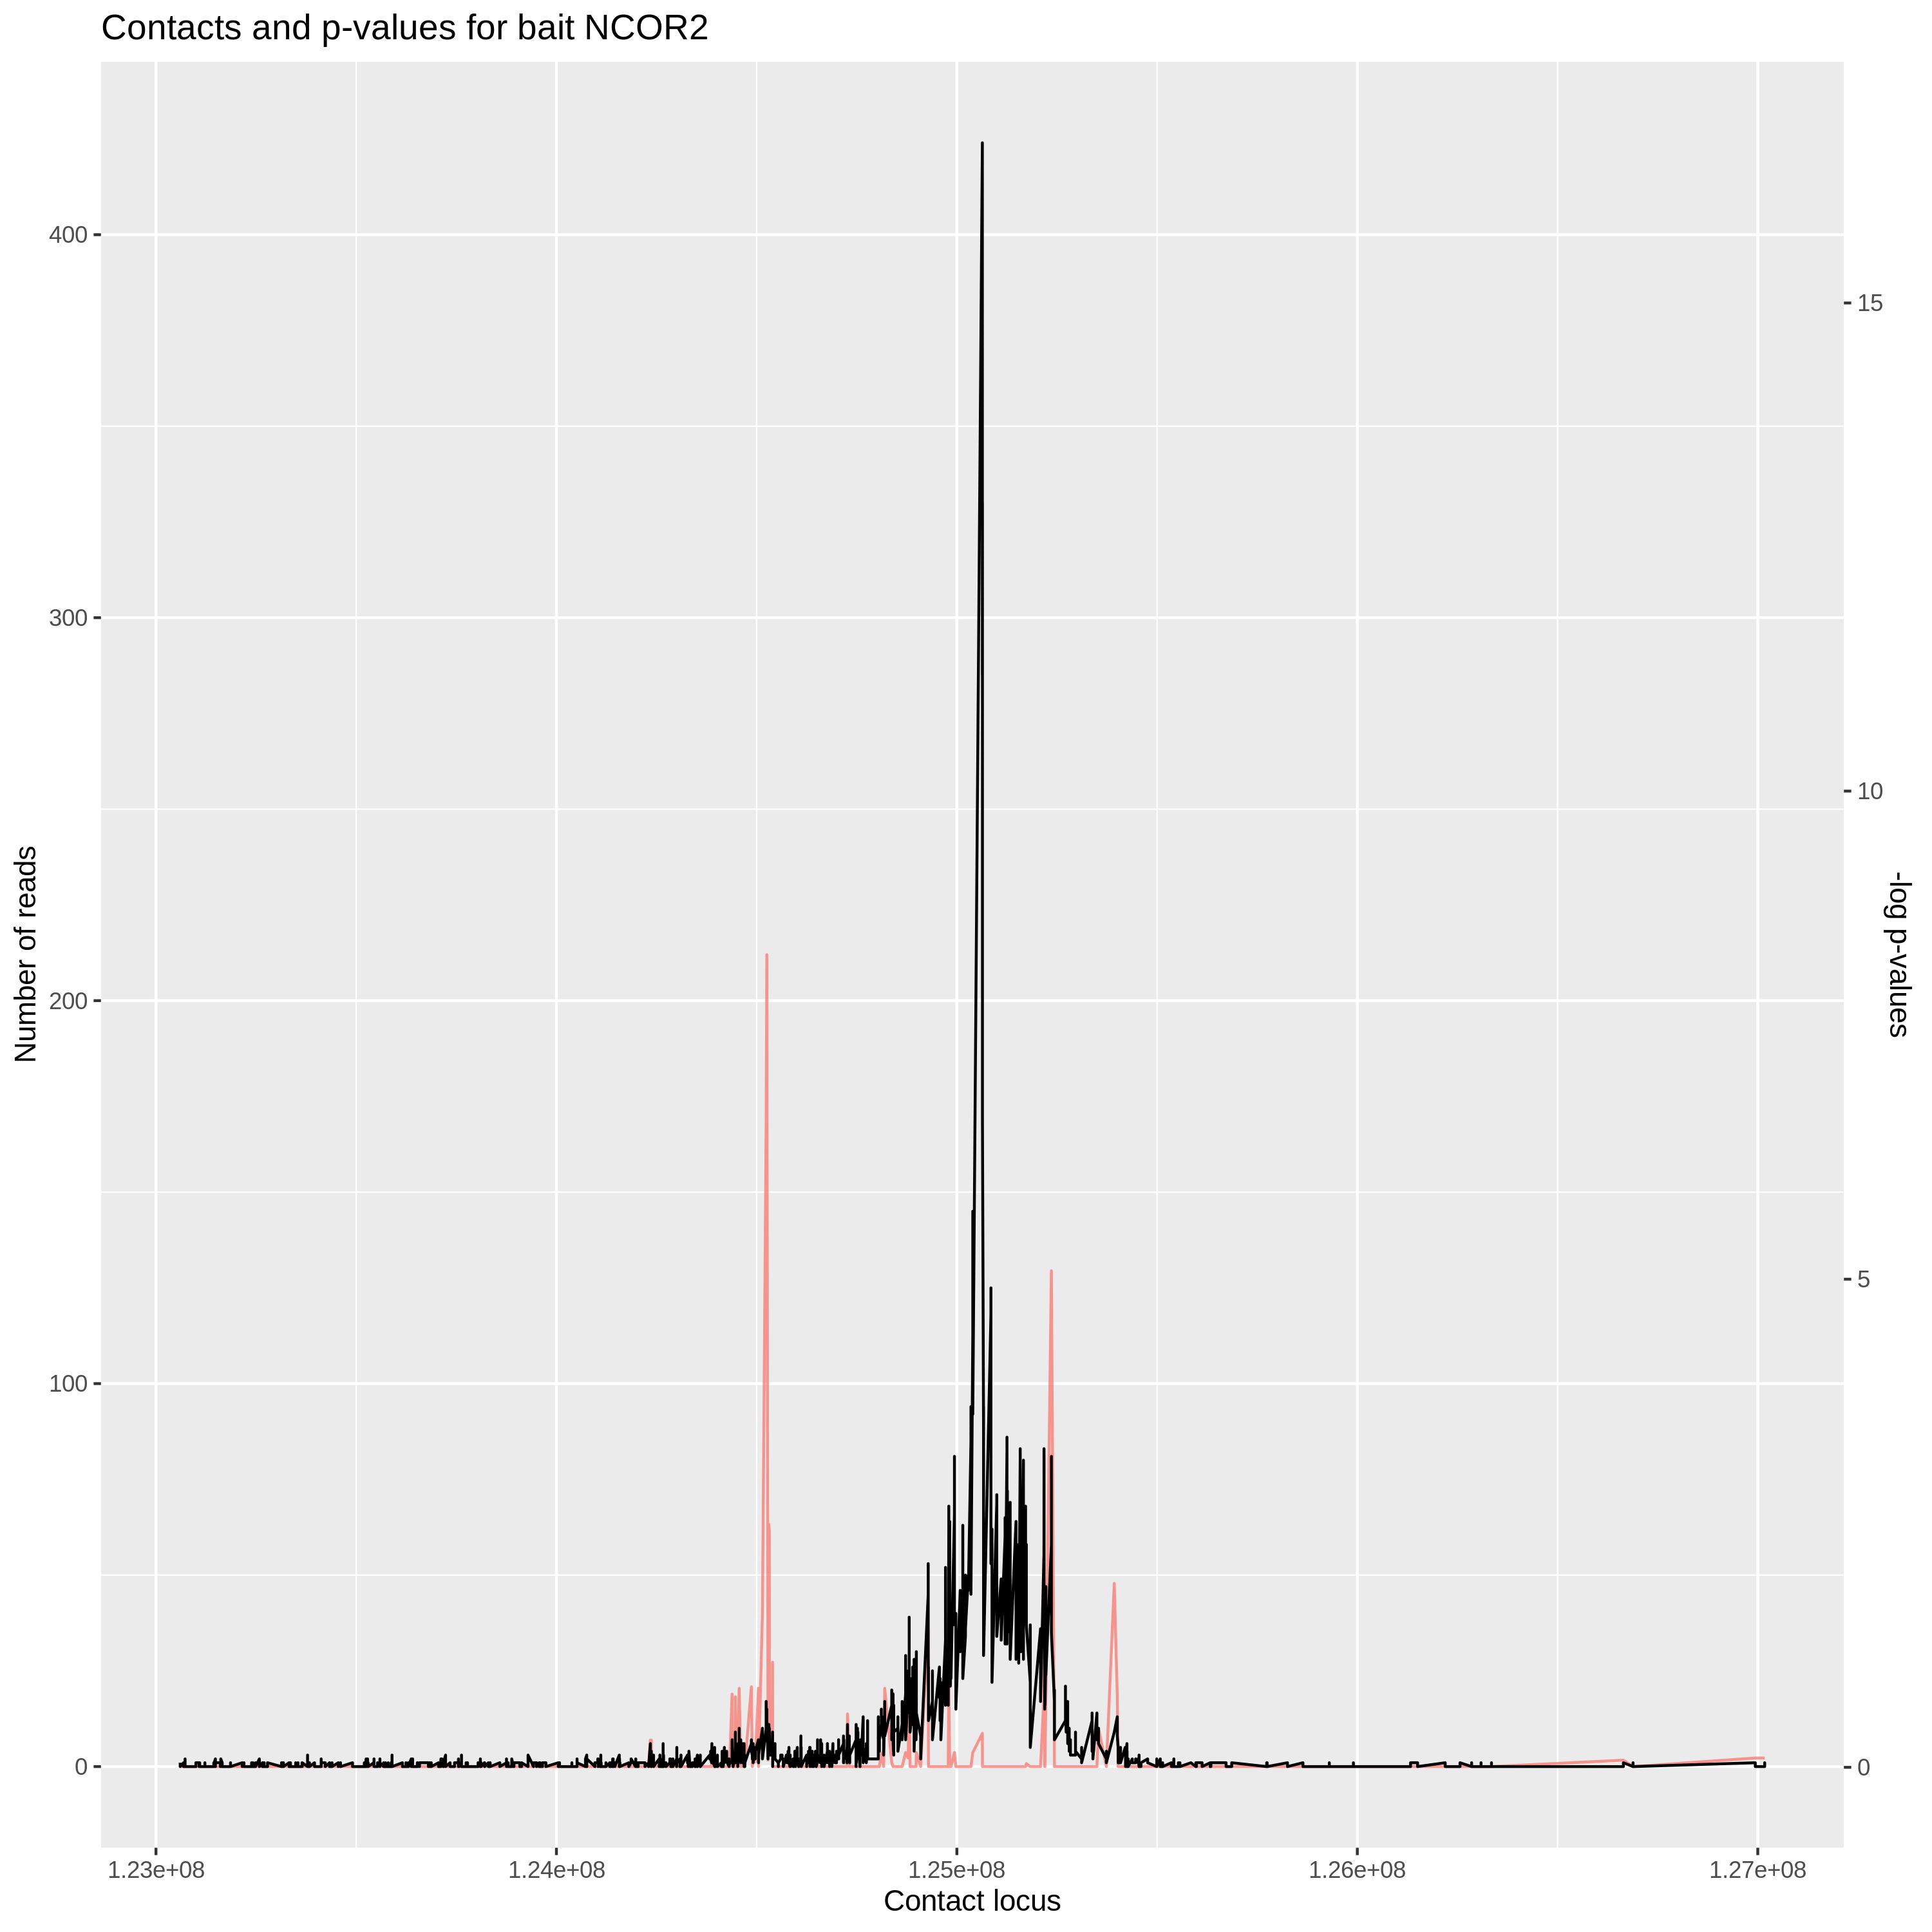 Contacts and p-values for bait NCOR2
Number of reads
400
300
200
100
0
15
10
5
0
-log p-values
1.23e+08 1.24e+08 1.25e+08 1.26e+08 1.27e+08
Contact locus